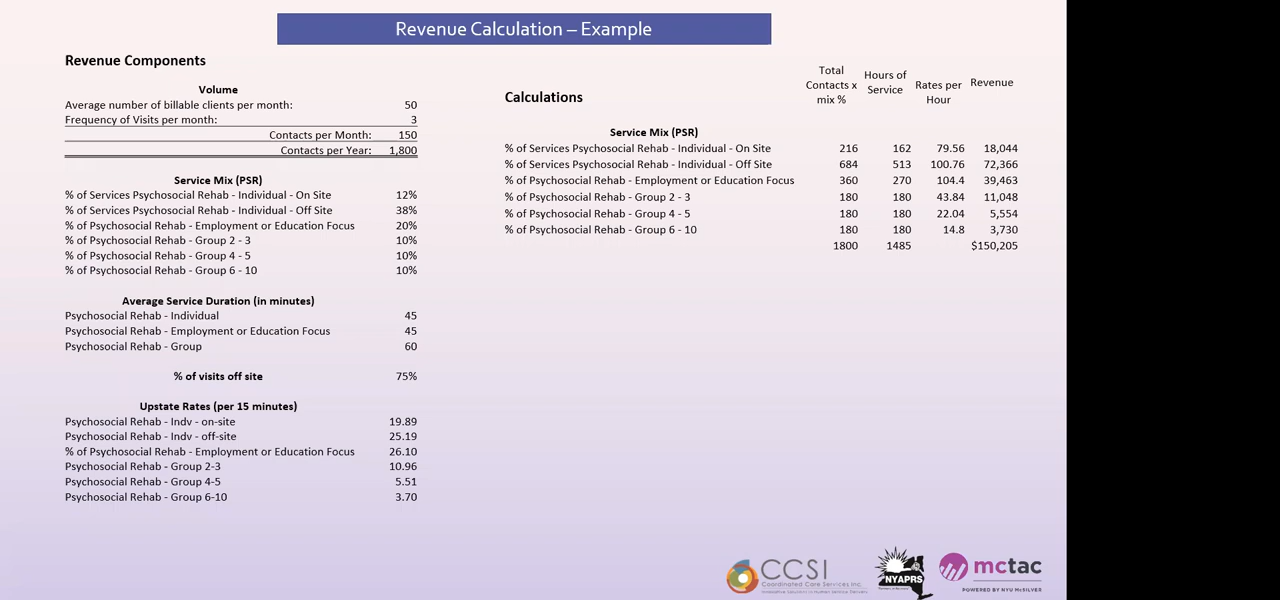 Revenue Calculation – Example
Revenue Components
Volume
Average number of billable clients per month: 50
Frequency of Visits per month: 3
Contacts per Month: 150
Contacts per Year: 1,800
Service Mix (PSR)
% of Services Psychosocial Rehab - Individual - On Site 12%
% of Services Psychosocial Rehab - Individual - Off Site 38%
% of Psychosocial Rehab - Employment or Education Focus 20%
% of Psychosocial Rehab - Group 2 - 3 10%
% of Psychosocial Rehab - Group 4 - 5 10%
% of Psychosocial Rehab - Group 6 - 10 10%
Average Service Duration (in minutes)
Psychosocial Rehab - Individual 45
Psychosocial Rehab - Employment or Education Focus 45
Psychosocial Rehab - Group 60
% of visits off site 75%
Upstate Rates (per 15 minutes)
Psychosocial Rehab - Indv - on-site 19.89
Psychosocial Rehab - Indv - off-site 25.19
% of Psychosocial Rehab - Employment or Education Focus 26.10
Psychosocial Rehab - Group 2-3 10.96
Psychosocial Rehab - Group 4-5 5.51
Psychosocial Rehab - Group 6-10 3.70
Calculations
Total
Contacts x
mix %
Hours of
Service
Rates per
Hour
Revenue
Service Mix (PSR)
% of Services Psychosocial Rehab - Individual - On Site 216 162 79.56 18,044
% of Services Psychosocial Rehab - Individual - Off Site 684 513 100.76 72,366
% of Psychosocial Rehab - Employment or Education Focus 360 270 104.4 39,463
% of Psychosocial Rehab - Group 2 - 3 180 180 43.84 11,048
% of Psychosocial Rehab - Group 4 - 5 180 180 22.04 5,554
% of Psychosocial Rehab - Group 6 - 10 180 180 14.8 3,730
1800 1485 $150,205
CCSI
Coordinated Care Services Inc.
NYAPRS
mctac
POWERED BY NYU McSILVER